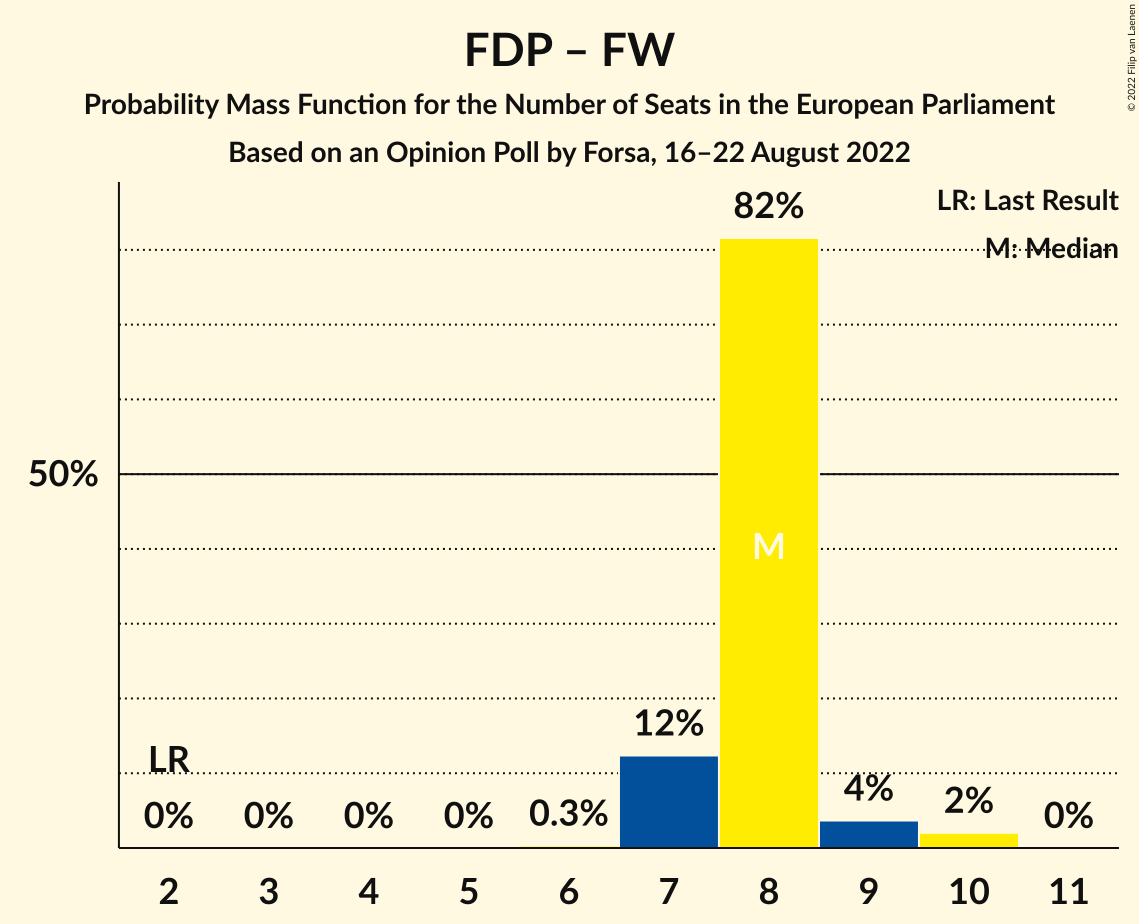 FDP – FW
Probability Mass Function for the Number of Seats in the European Parliament
Based on an Opinion Poll by Forsa, 16–22 August 2022
© 2022 Filip van Laenen
LR: Last Result
M: Median
82%
50%
M
12%
LR
4%
2%
0%
0%
0%
0%
0.3%
0%
2
3
4
5
6
7
8
9
10
11